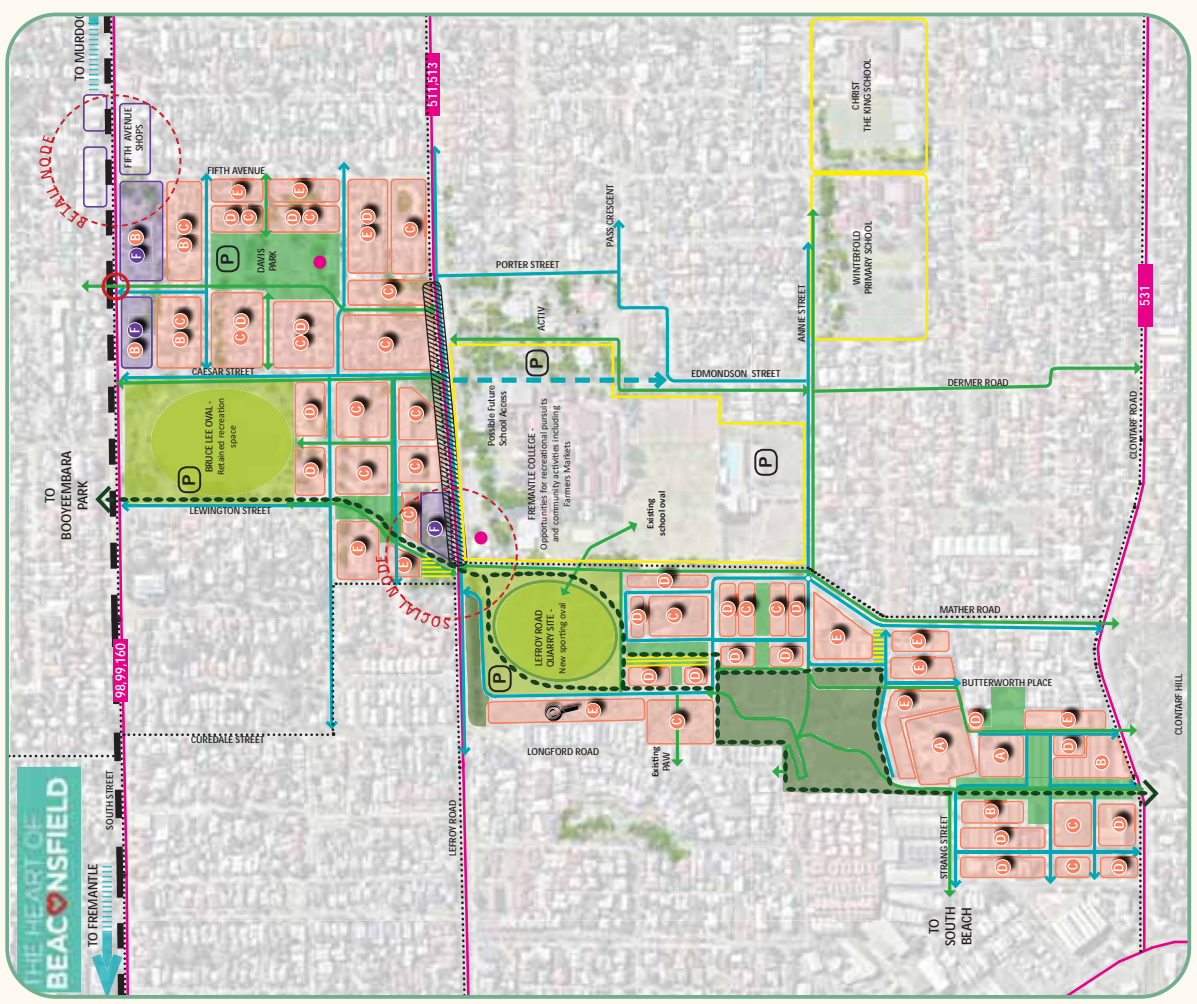 TO MURDOC
511,513
FIFTH AVENUE
SHOPS
RETAIL NODE
FIFTH AVENUE
CHRIST
THE KING SCHOOL
E
E
D
C
D
C
E
D
C
B
F
B
C
P
DAVIS
PARK
PASS CRESCENT
PORTER STREET
WINTERFOLD
PRIMARY SCHOOL
531
C
B
F
B
C
C
D
C
D
C
ACTIV
ANNIE STREET
CAESAR STREET
P
EDMONDSON STREET
DERMER ROAD
BRUCE LEE OVAL -
Retained recreation
space
P
D
C
C
D
C
C
Possible Future
School Access
FREMANTLE COLLEGE -
Opportunities for recreational pursuits
and community activities including
Farmers Markets
P
CLONTARF ROAD
TO
BOOYEEMBARA
PARK
LEWINGTON STREET
C
F
E
E
SOCIAL NODE
Existing
school oval
LEFROY ROAD
QUARRY SITE -
New sporting oval
P
D
D
C
D
C
C
D
D
D
D
D
E
MATHER ROAD
E
E
BUTTERWORTH PLACE
98,99,160
CUREDALE STREET
E
C
LONGFORD ROAD
Existing
PAW
E
A
D
A
E
D
B
CLONTARF HILL
THE HEART OF
BEACONSFIELD
SOUTH STREET
LEFROY ROAD
STRANG STREET
B
D
D
C
C
D
D
TO FREMANTLE
TO
SOUTH
BEACH